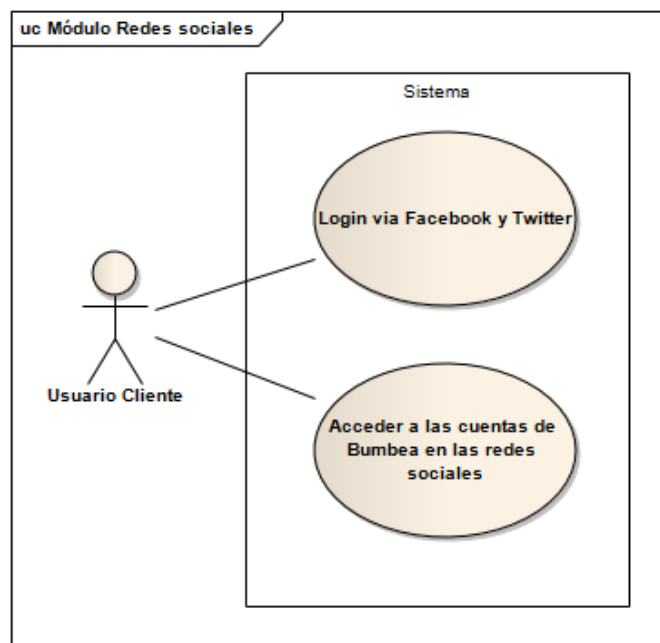 uc Módulo Redes sociales
Sistema
Login via Facebook y Twitter
Usuario Cliente
Acceder a las cuentas de
Bumbea en las redes
sociales